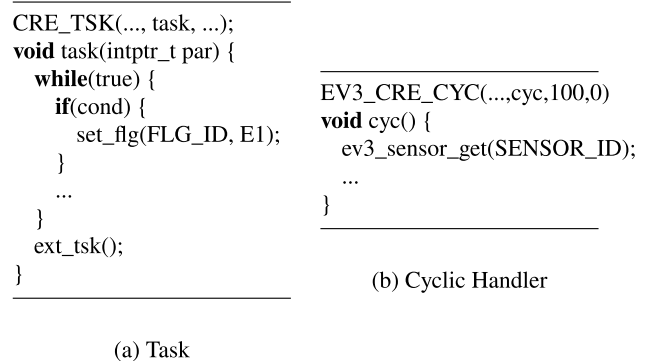 CRE_TSK(..., task, ...);
void task(intptr_t par) {
while(true) {
if(cond) {
set_flg(FLG_ID, E1);
}
...
}
ext_tsk();
}
(a) Task
EV3_CRE_CYC(...,cyc,100,0)
void cyc() {
ev3_sensor_get(SENSOR_ID);
...
}
(b) Cyclic Handler